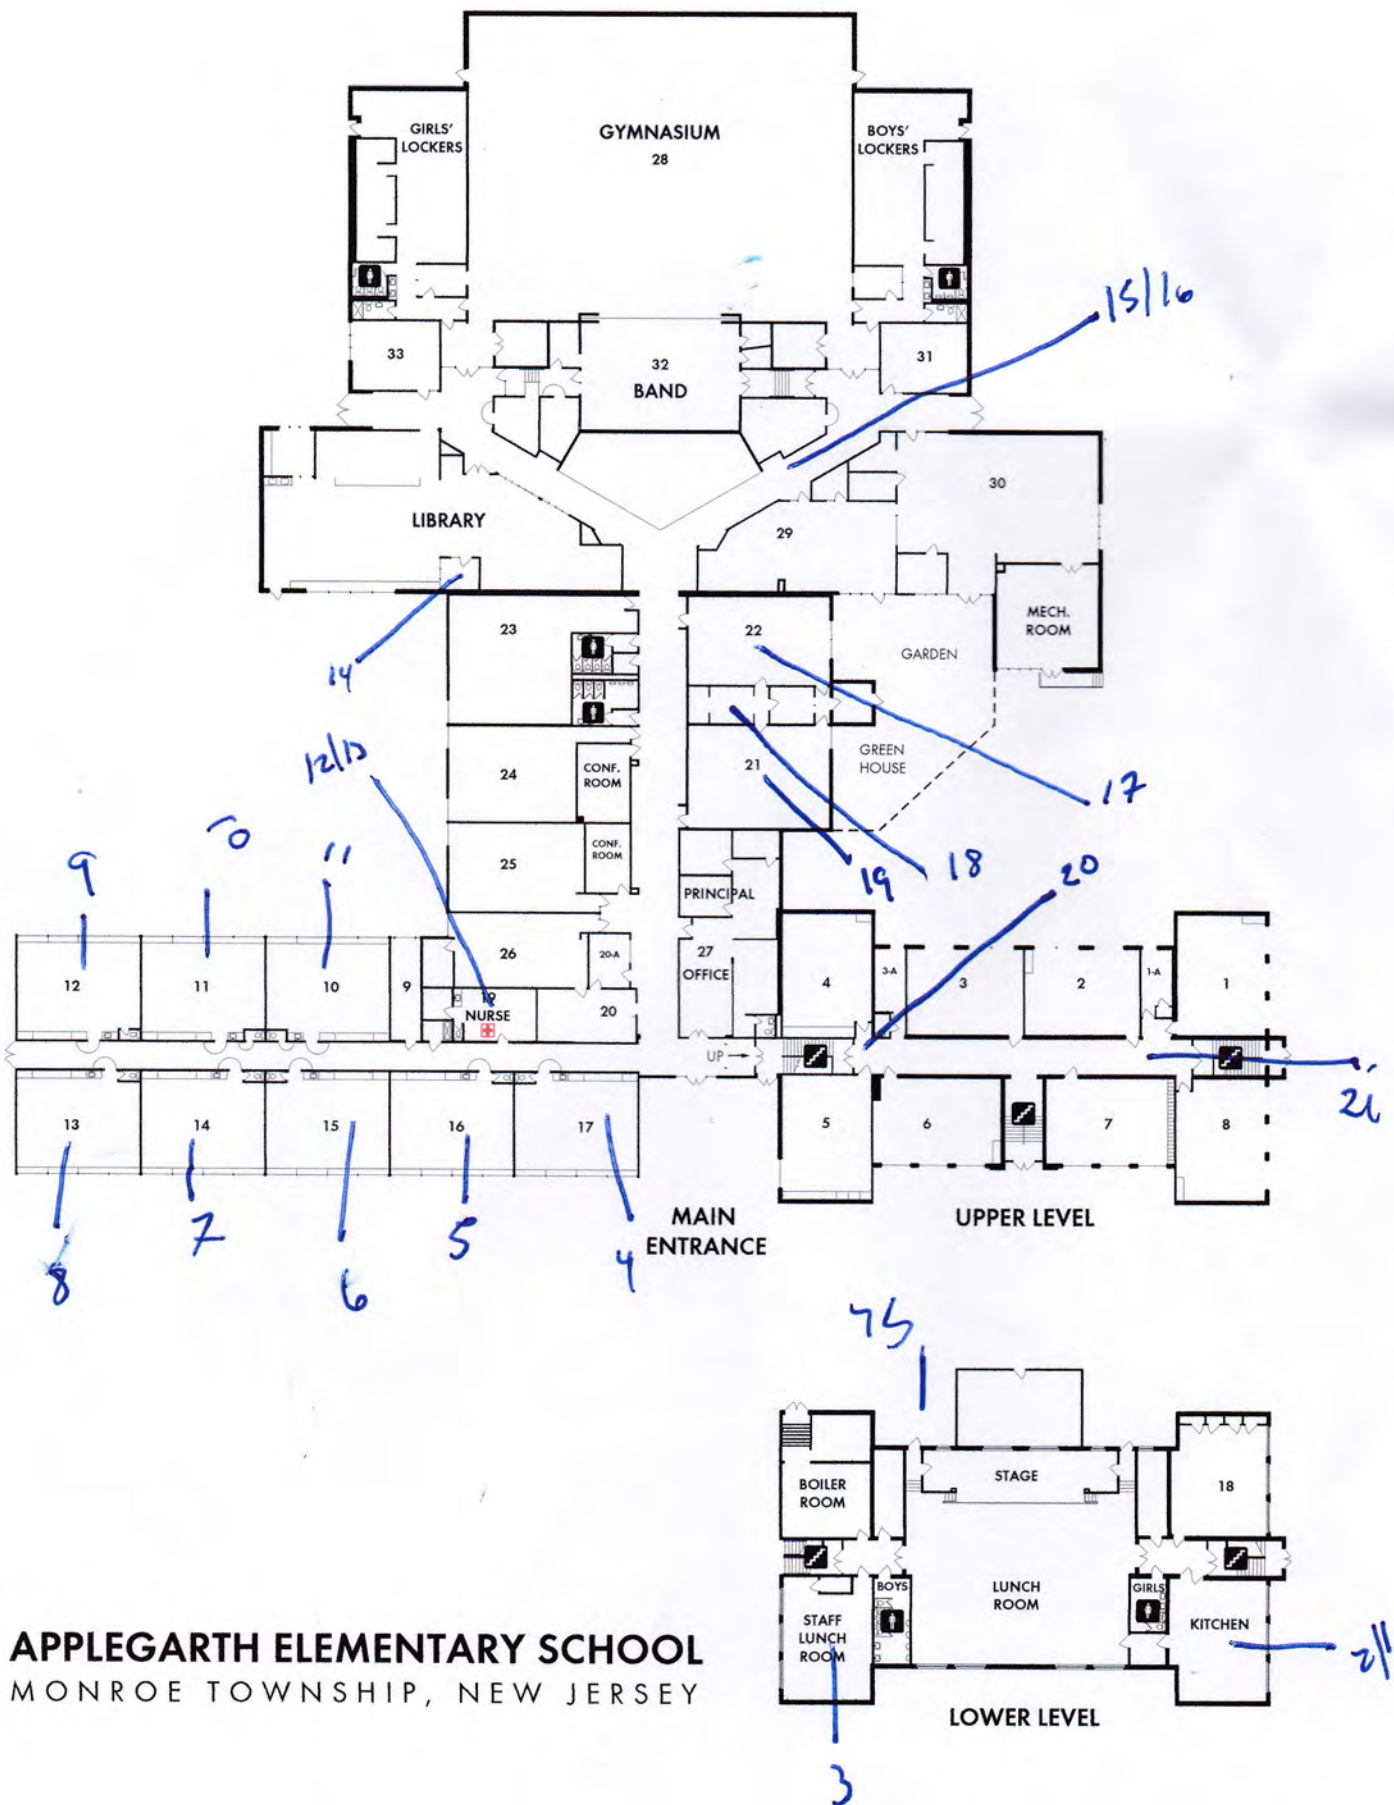 GIRLS'
LOCKERS
GYMNASIUM
28
BOYS'
LOCKERS
15/16
33
32
BAND
31
LIBRARY
30
29
14
23
22
MECH.
ROOM
GARDEN
12/13
24
CONF.
ROOM
21
GREEN
HOUSE
17
9
10
11
25
CONF.
ROOM
PRINCIPAL
19
18
20
12
11
10
9
26
20-A
27
OFFICE
4
3-A
3
2
1-A
1
19
NURSE
20
UP
21
13
14
15
16
17
5
6
7
8
8
7
6
5
4
MAIN
ENTRANCE
UPPER LEVEL
BOILER
ROOM
STAGE
18
BOYS
LUNCH
ROOM
GIRLS
STAFF
LUNCH
ROOM
KITCHEN
3
LOWER LEVEL
APPLEGARTH ELEMENTARY SCHOOL
MONROE TOWNSHIP, NEW JERSEY